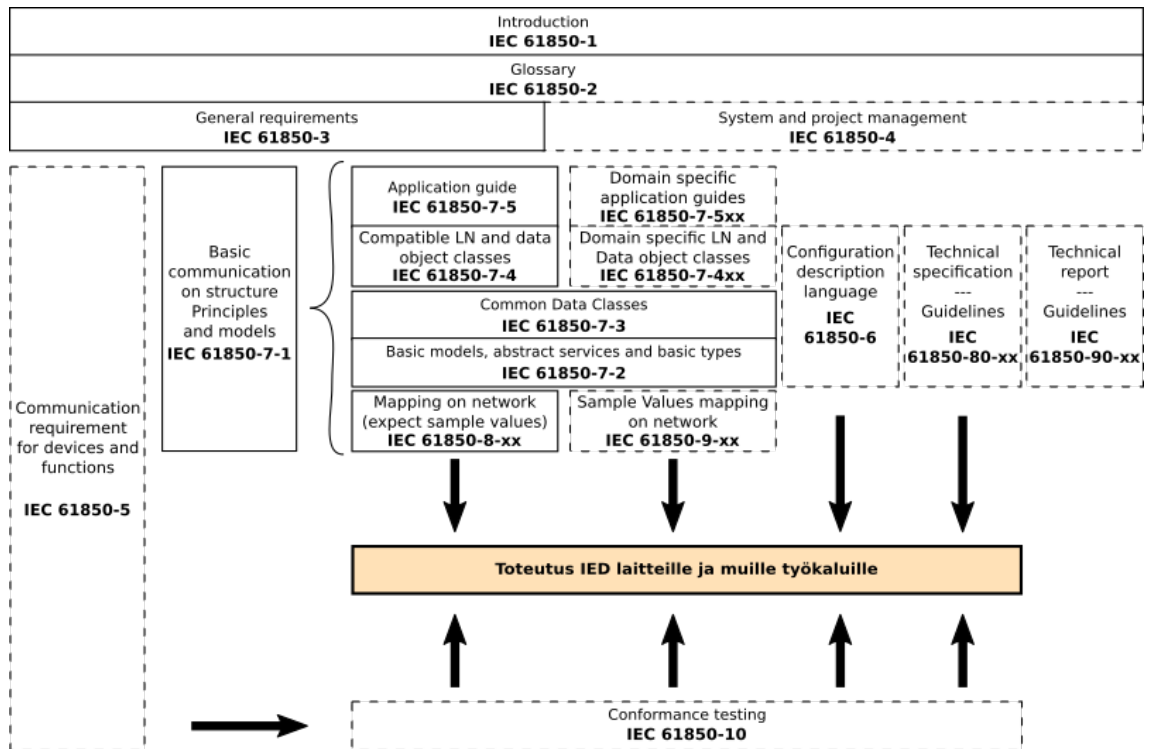 Introduction
IEC 61850-1
Glossary
IEC 61850-2
General requirements
IEC 61850-3
System and project management
IEC 61850-4
Communication
requirement
for devices and
functions
IEC 61850-5
Basic
communication
on structure
Principles
and models
IEC 61850-7-1
Application guide
IEC 61850-7-5
Domain specific
application guides
IEC 61850-7-5xx
Compatible LN and data
object classes
IEC 61850-7-4
Domain specific LN and
Data object classes
IEC 61850-7-4xx
Common Data Classes
IEC 61850-7-3
Basic models, abstract services and basic types
IEC 61850-7-2
Mapping on network
(expect sample values)
IEC 61850-8-xx
Sample Values mapping
on network
IEC 61850-9-xx
Configuration
description
language
IEC
61850-6
Technical
specification
---
Guidelines
IEC
61850-80-xx
Technical
report
---
Guidelines
IEC
61850-90-xx
Toteutus IED laitteille ja muille työkaluille
Conformance testing
IEC 61850-10